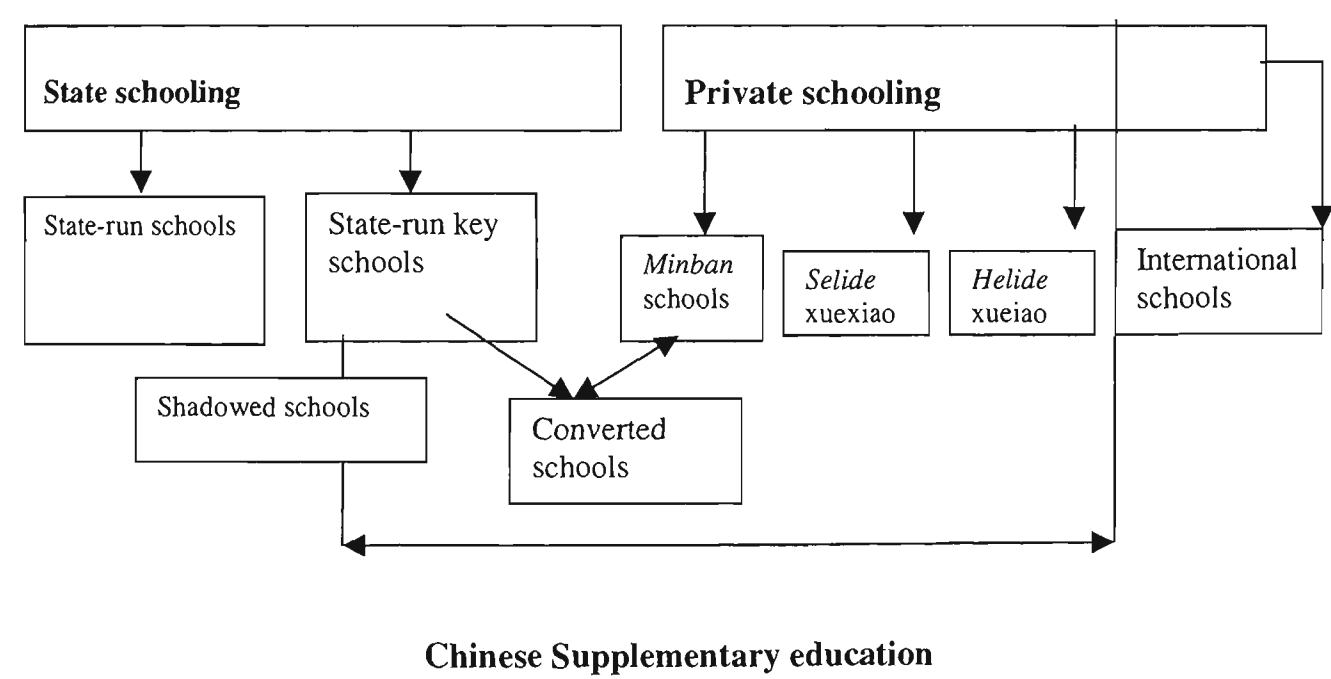 State schooling
Private schooling
State-run schools
State-run key
schools
Minban
schools
Selide
xuexiao
Helide
xueiao
International
schools
Shadowed schools
Converted
schools
Chinese Supplementary education